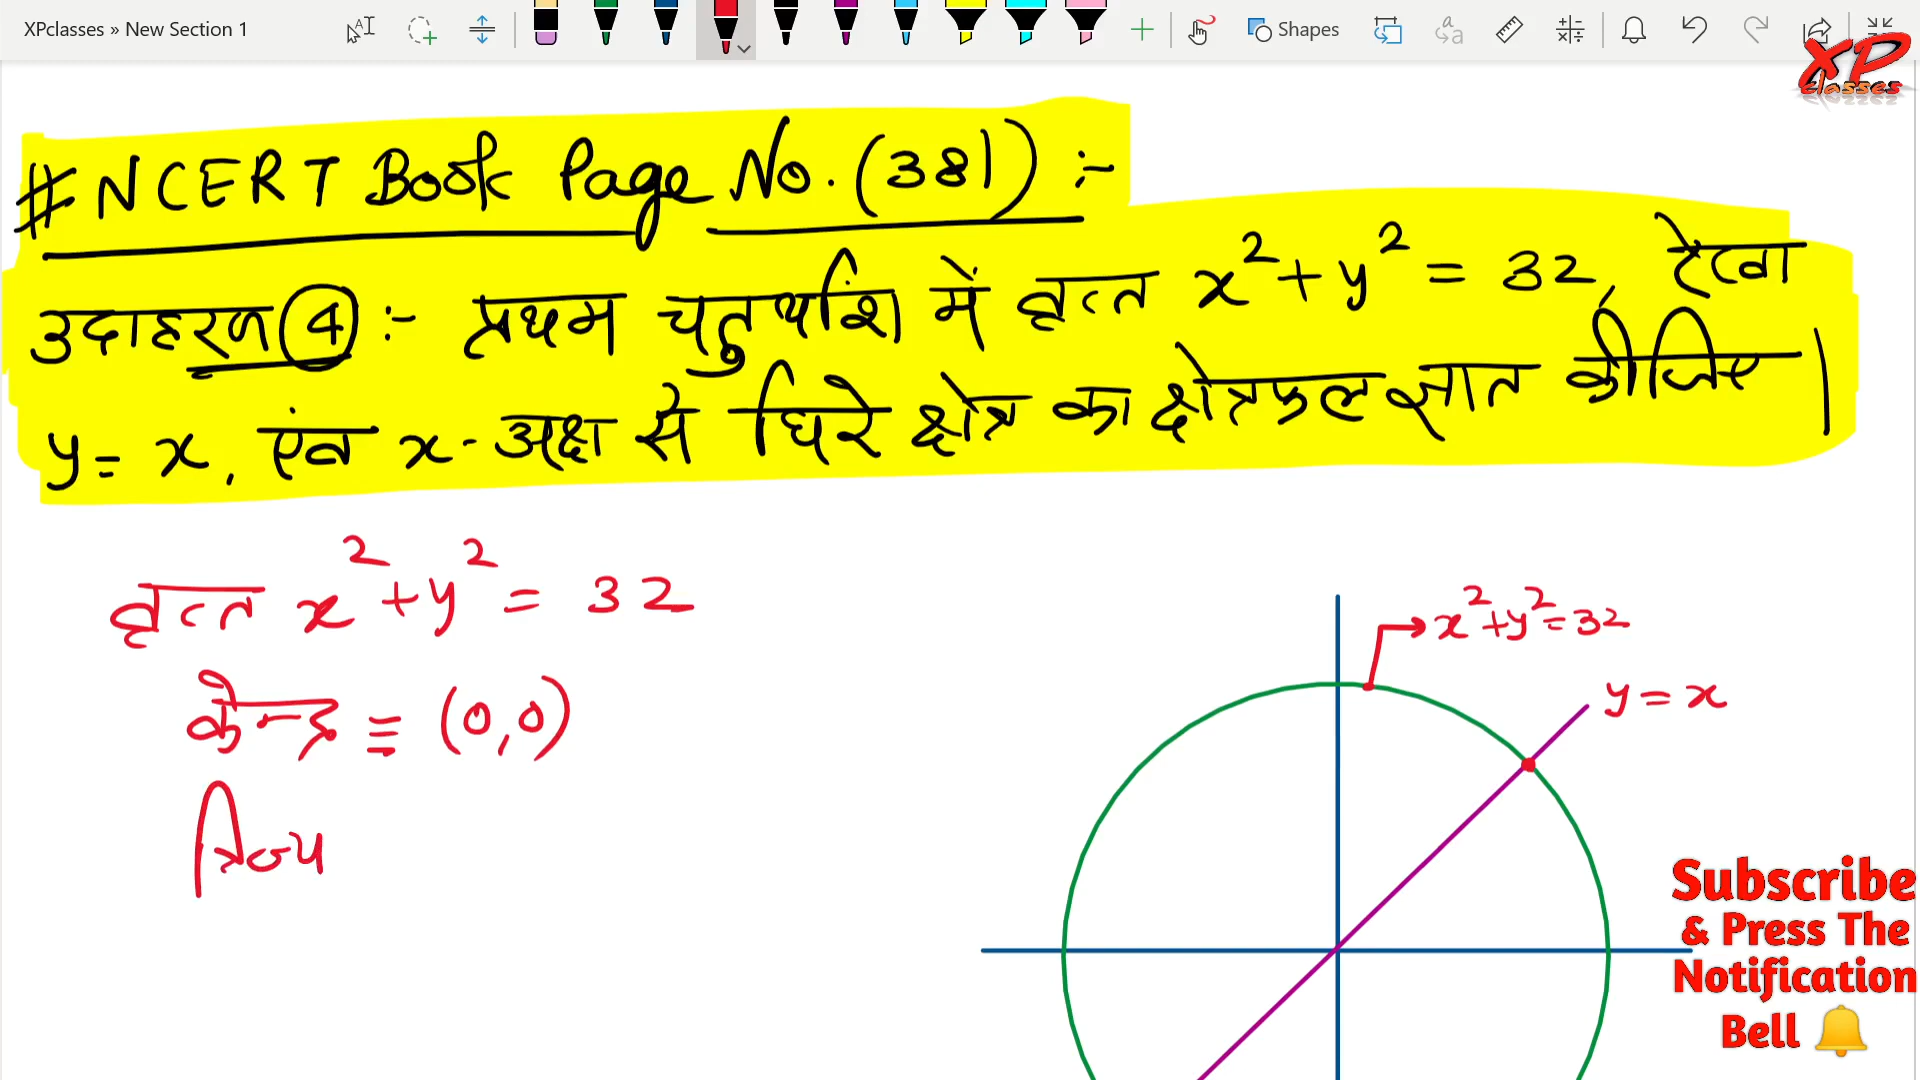 XPclasses » New Section 1
Shapes
XP
classes
#NCERT Book Page No. (381) :-
उदाहरण (4) :- प्रथम चतुर्थांश में वृत्त x² + y² = 32, रेखा
y = x, एंव x-अक्ष से घिरे क्षेत्र का क्षेत्रफल ज्ञात कीजिए |
वृत्त x² + y² = 32
केन्द्र ≡ (0,0)
x²+y²=32
y = x
Subscribe
& Press The
Notification
Bell